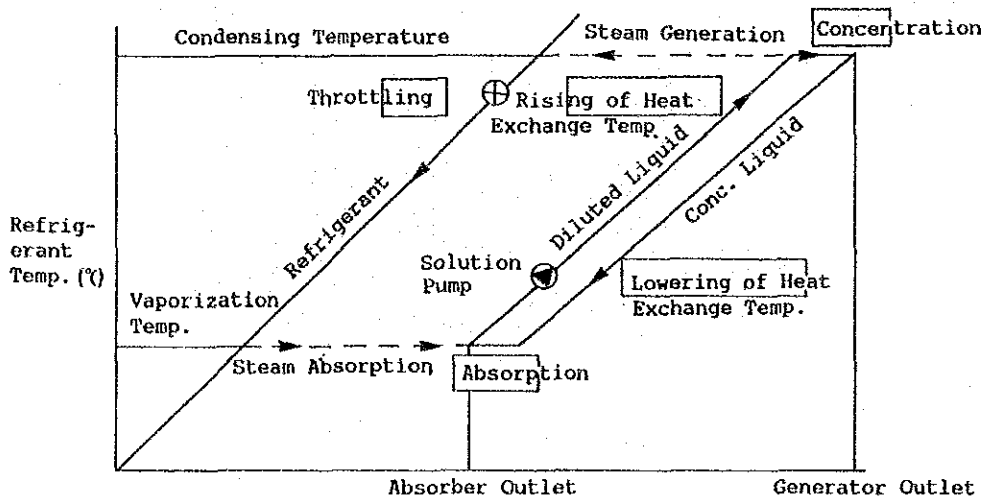 Condensing Temperature
Steam Generation
Concentration
Throttling
Rising of Heat
Exchange Temp
Refrigerant
Diluted Liquid
Conc. Liquid
Refrig-
erant
Temp. (℃)
Solution
Pump
Lowering of Heat
Exchange Temp.
Vaporization
Temp.
Steam Absorption
Absorption
Absorber Outlet
Generator Outlet